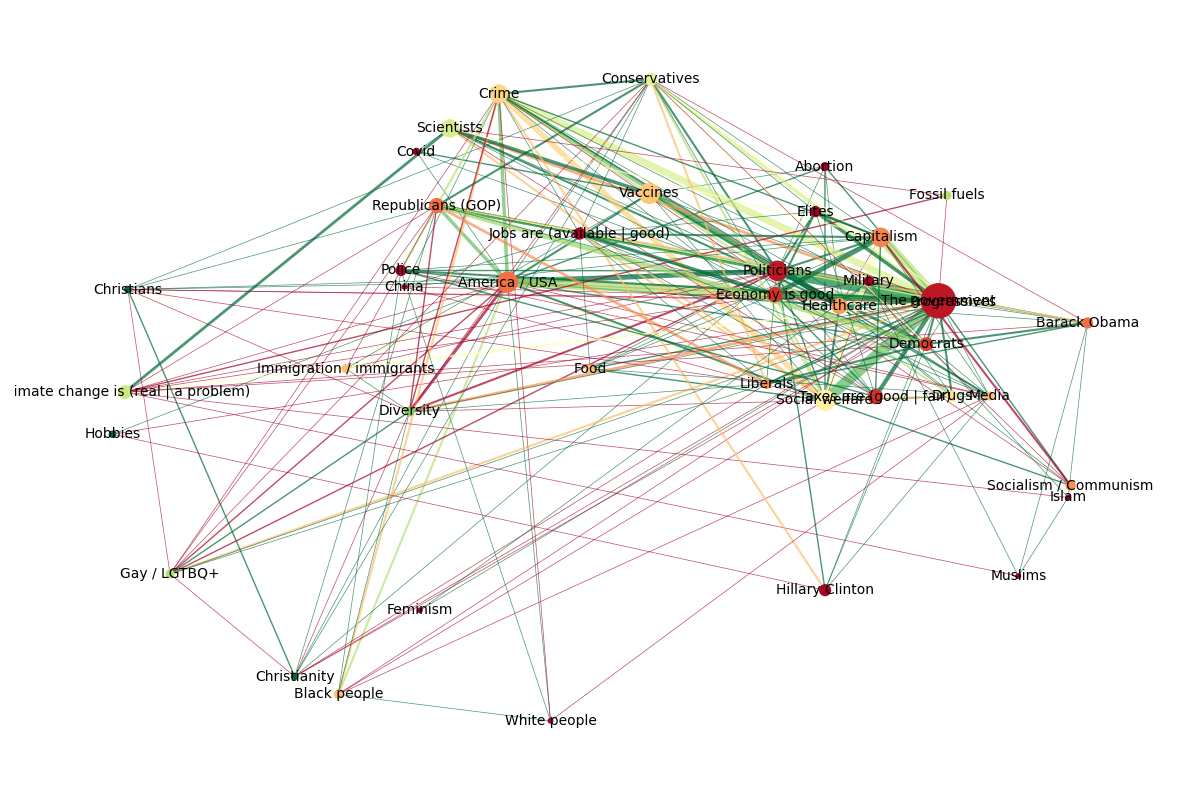 Conservatives
Crime
Scientists
Covid
Abortion
Vaccines
Fossil fuels
Republicans (GOP)
Elites
Jobs are (available | good)
Capitalism
Police
Politicians
China
America / USA
Military
Christians
Economy is good
The government
Progressives
Healthcare
Barack Obama
Democrats
Immigration / immigrants
Food
Liberals
imate change is (real | a problem)
Social welfare
Taxes are (good | fair)
Drugs
Media
Diversity
Hobbies
Socialism / Communism
Islam
Gay / LGTBQ+
Muslims
Hillary Clinton
Feminism
Christianity
Black people
White people